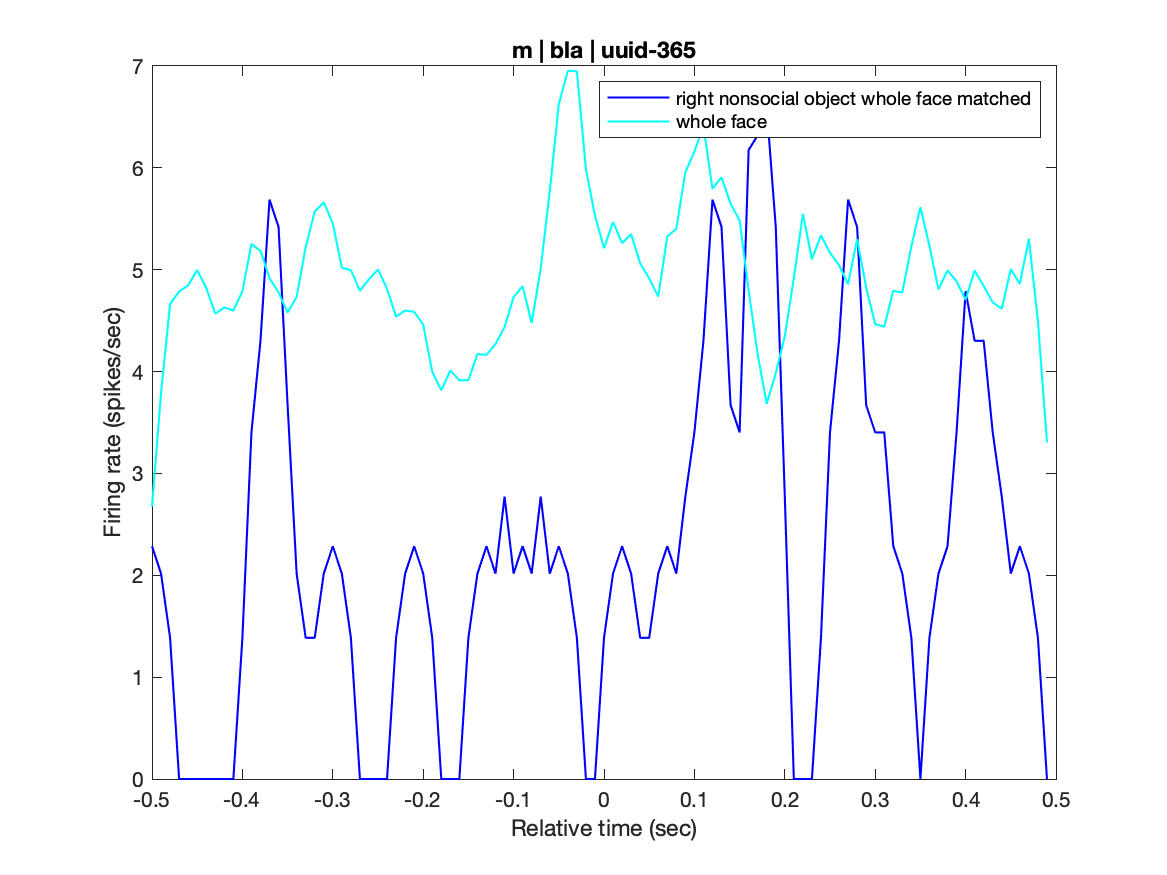 m | bla | uuid-365
right nonsocial object whole face matched
whole face
Firing rate (spikes/sec)
7
6
5
4
3
2
1
0
-0.5 -0.4 -0.3 -0.2 -0.1 0 0.1 0.2 0.3 0.4 0.5
Relative time (sec)